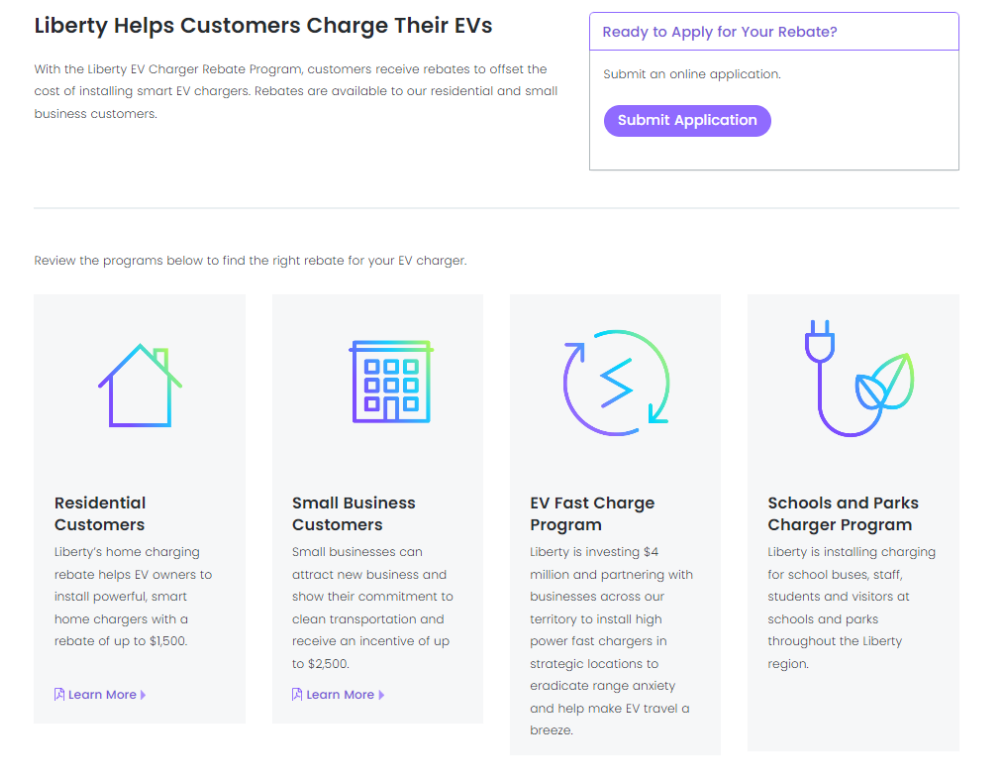 Liberty Helps Customers Charge Their EVs
With the Liberty EV Charger Rebate Program, customers receive rebates to offset the
cost of installing smart EV chargers. Rebates are available to our residential and small
business customers.
Ready to Apply for Your Rebate?
Submit an online application.
Submit Application
Review the programs below to find the right rebate for your EV charger.
Residential
Customers
Liberty's home charging
rebate helps EV owners to
install powerful, smart
home chargers with a
rebate of up to $1,500.
Learn More
Small Business
Customers
Small businesses can
attract new business and
show their commitment to
clean transportation and
receive an incentive of up
to $2,500.
Learn More
EV Fast Charge
Program
Liberty is investing $4
million and partnering with
businesses across our
territory to install high
power fast chargers in
strategic locations to
eradicate range anxiety
and help make EV travel a
breeze.
Schools and Parks
Charger Program
Liberty is installing charging
for school buses, staff,
students and visitors at
schools and parks
throughout the Liberty
region.